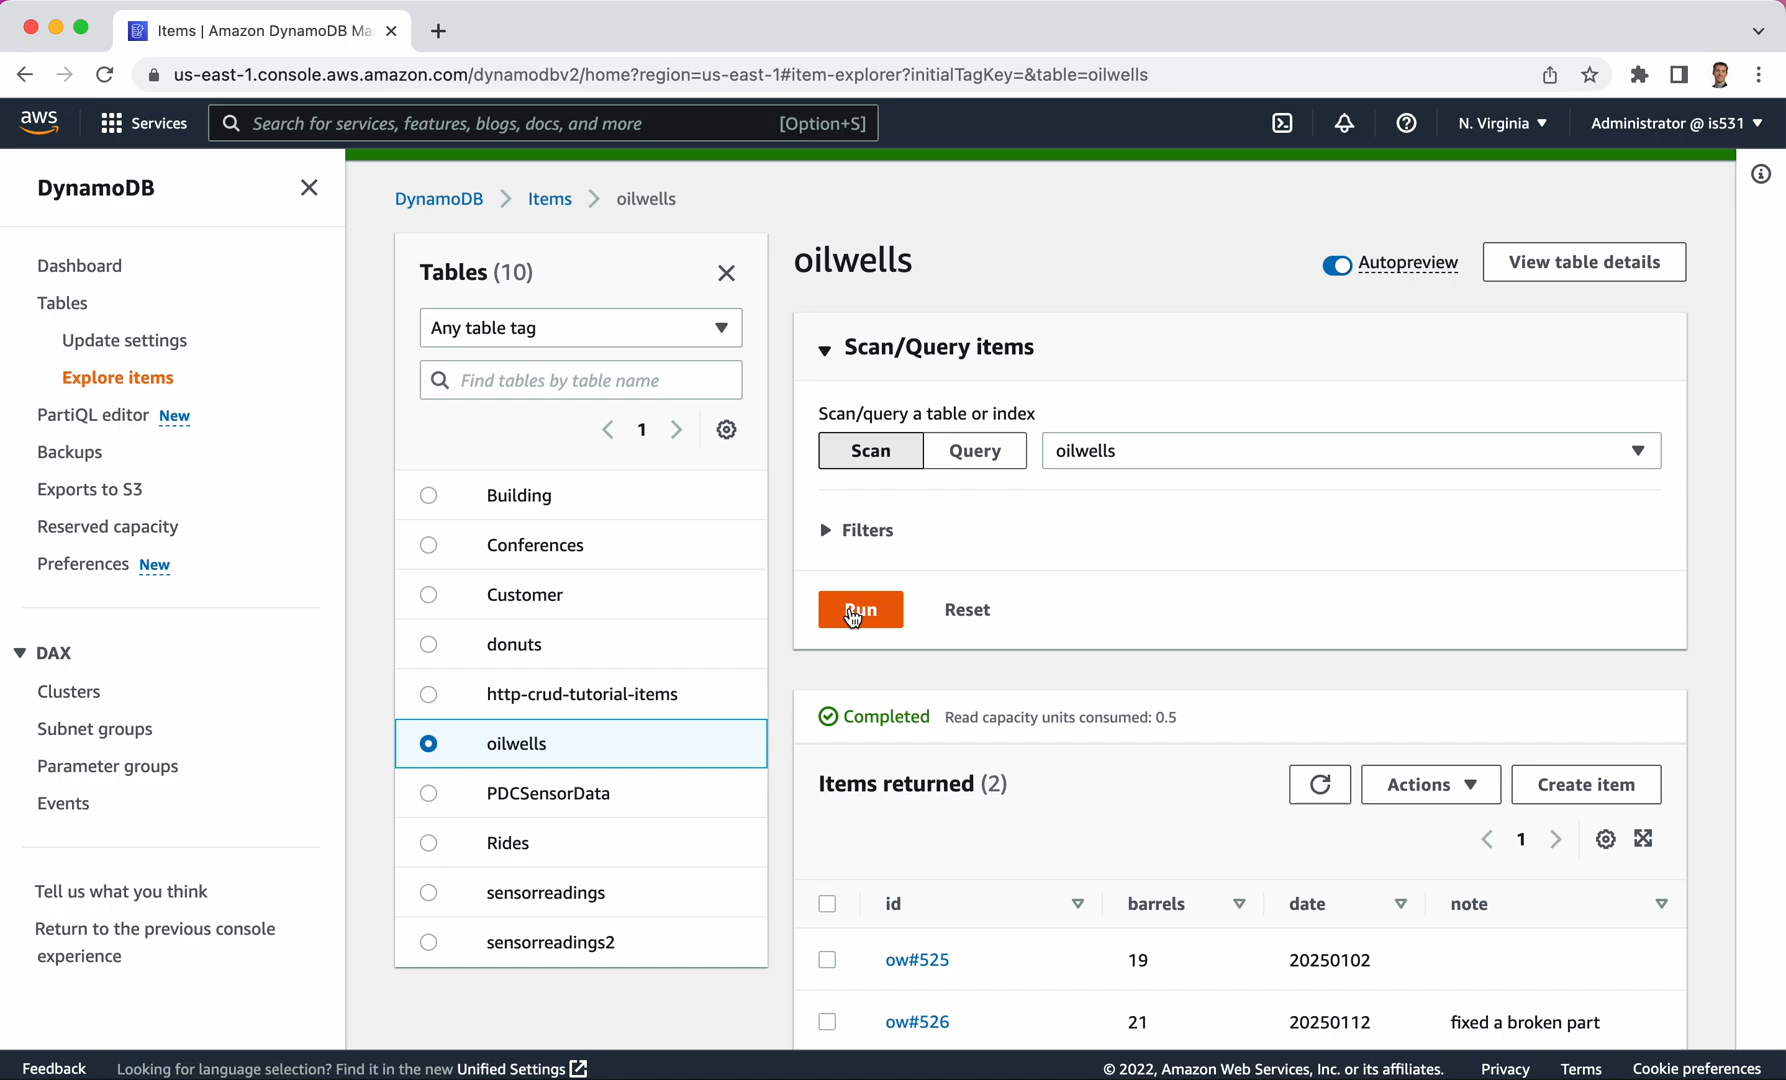 Items | Amazon DynamoDB Ma
us-east-1.console.aws.amazon.com/dynamodbv2/home?region=us-east-1#item-explorer?initialTagKey=&table=oilwells
aws
Services
Search for services, features, blogs, docs, and more
[Option+S]
N. Virginia
Administrator @ is531
DynamoDB
Dashboard
Tables
Update settings
Explore items
PartiQL editor New
Backups
Exports to S3
Reserved capacity
Preferences New
DAX
Clusters
Subnet groups
Parameter groups
Events
Tell us what you think
Return to the previous console
experience
DynamoDB > Items > oilwells
Tables (10)
Any table tag
Find tables by table name
1
Building
Conferences
Customer
donuts
http-crud-tutorial-items
oilwells
PDCSensorData
Rides
sensorreadings
sensorreadings2
oilwells
Autopreview
View table details
Scan/Query items
Scan/query a table or index
Scan
Query
oilwells
Filters
Run
Reset
Completed Read capacity units consumed: 0.5
Items returned (2)
Actions
Create item
1
id barrels date note
ow#525 19 20250102
ow#526 21 20250112 fixed a broken part
Feedback
Looking for language selection? Find it in the new Unified Settings
© 2022, Amazon Web Services, Inc. or its affiliates.
Privacy
Terms
Cookie preferences